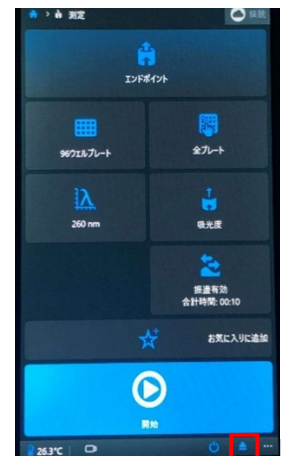 測定
接続
エンドポイント
96ウェルプレート
全プレート
260 nm
吸光度
振盪有効
合計時間: 00:10
お気に入りに追加
開始
26.3°C